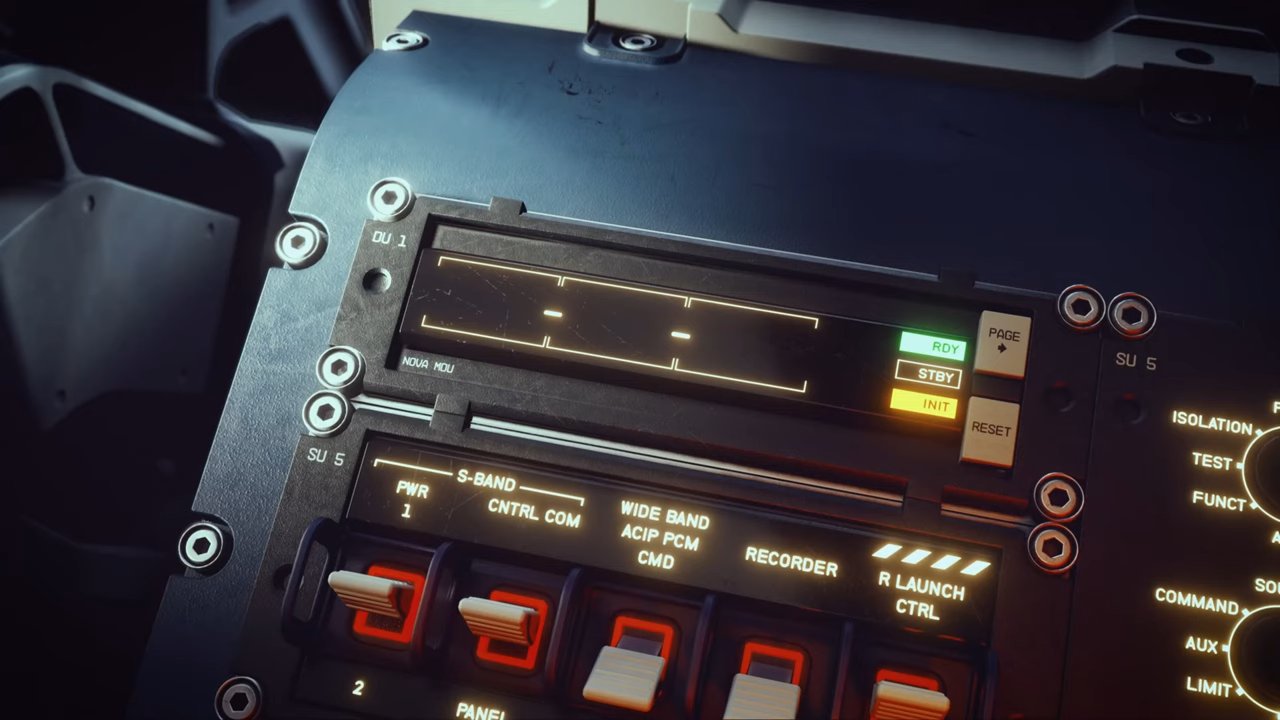 DU 1
NOVA MDU
RDY
STBY
INIT
PAGE
RESET
SU 5
SU 5
S-BAND
PWR
1
CNTRL COM
WIDE BAND
ACIP PCM
CMD
RECORDER
R LAUNCH
CTRL
2
PANEL
ISOLATION
TEST
FUNCT
COMMAND
AUX
LIMIT